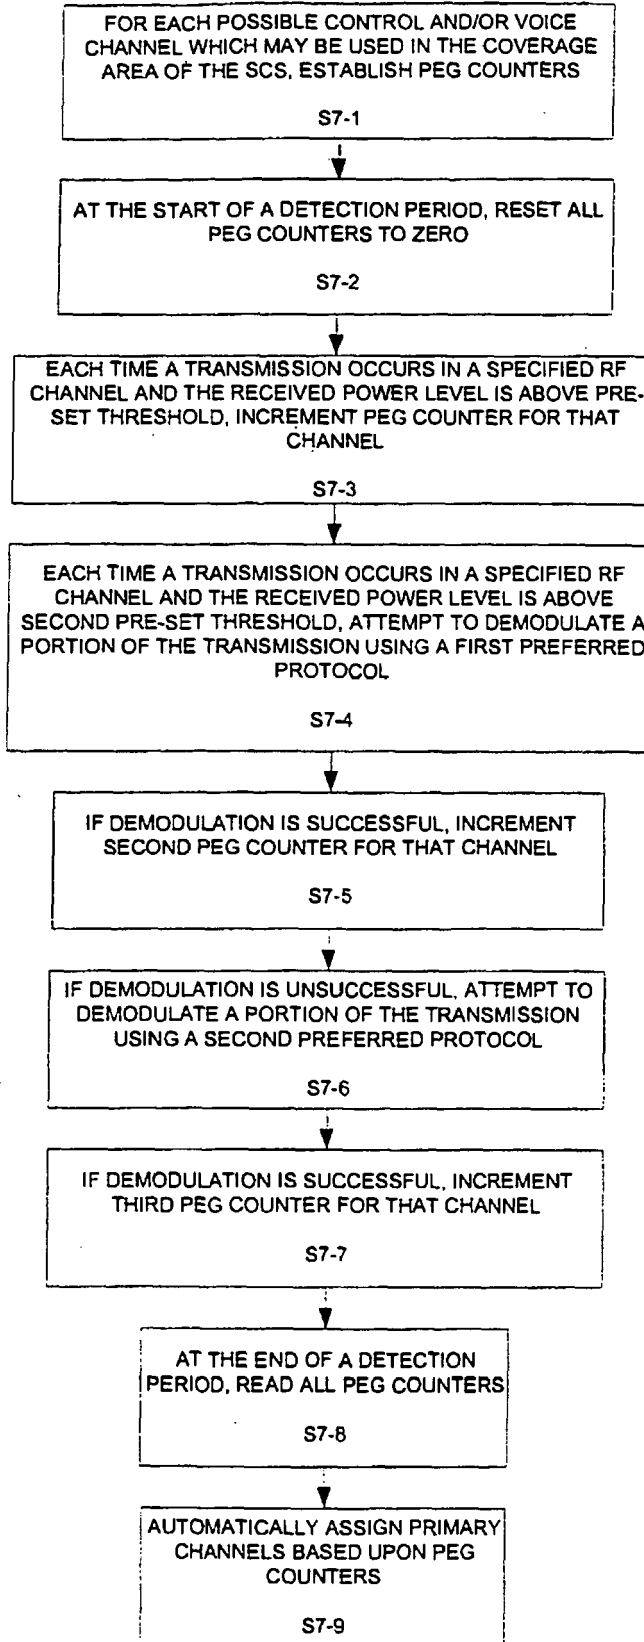 FOR EACH POSSIBLE CONTROL AND/OR VOICE
CHANNEL WHICH MAY BE USED IN THE COVERAGE
AREA OF THE SCS, ESTABLISH PEG COUNTERS
S7-1
AT THE START OF A DETECTION PERIOD, RESET ALL
PEG COUNTERS TO ZERO
S7-2
EACH TIME A TRANSMISSION OCCURS IN A SPECIFIED RF
CHANNEL AND THE RECEIVED POWER LEVEL IS ABOVE PRE-
SET THRESHOLD, INCREMENT PEG COUNTER FOR THAT
CHANNEL
S7-3
EACH TIME A TRANSMISSION OCCURS IN A SPECIFIED RF
CHANNEL AND THE RECEIVED POWER LEVEL IS ABOVE
SECOND PRE-SET THRESHOLD, ATTEMPT TO DEMODULATE A
PORTION OF THE TRANSMISSION USING A FIRST PREFERRED
PROTOCOL
S7-4
IF DEMODULATION IS SUCCESSFUL, INCREMENT
SECOND PEG COUNTER FOR THAT CHANNEL
S7-5
IF DEMODULATION IS UNSUCCESSFUL, ATTEMPT TO
DEMODULATE A PORTION OF THE TRANSMISSION
USING A SECOND PREFERRED PROTOCOL
S7-6
IF DEMODULATION IS SUCCESSFUL, INCREMENT
THIRD PEG COUNTER FOR THAT CHANNEL
S7-7
AT THE END OF A DETECTION
PERIOD, READ ALL PEG COUNTERS
S7-8
AUTOMATICALLY ASSIGN PRIMARY
CHANNELS BASED UPON PEG
COUNTERS
S7-9